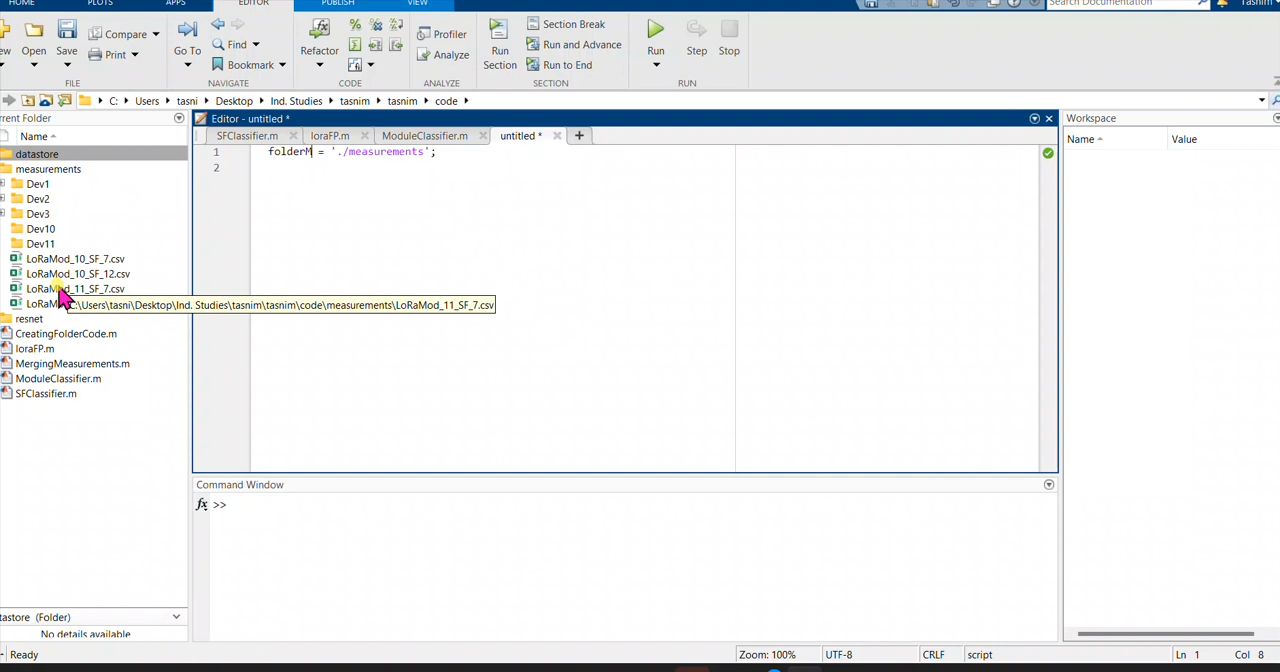 HOME PLOTS APPS EDITOR PUBLISH VIEW
Search Documentation
Tasnim
Open
Save
Compare
Print
FILE
Go To
Find
Bookmark
NAVIGATE
Refactor
CODE
Profiler
Analyze
ANALYZE
Run Section
Section Break
Run and Advance
Run to End
SECTION
Run
Step
Stop
RUN
C: Users tasni Desktop Ind. Studies tasnim tasnim code
rrent Folder
Name
datastore
measurements
Dev1
Dev2
Dev3
Dev10
Dev11
LoRaMod_10_SF_7.csv
LoRaMod_10_SF_12.csv
LoRaMod_11_SF_7.csv
LoRaM
C:\Users\tasni\Desktop\Ind. Studies\tasnim\tasnim\code\measurements\LoRaMod_11_SF_7.csv
resnet
CreatingFolderCode.m
loraFP.m
MergingMeasurements.m
ModuleClassifier.m
SFClassifier.m
tastore (Folder)
No details available
Editor - untitled *
SFClassifier.m loraFP.m ModuleClassifier.m untitled *
1 folderM = './measurements';
2
Command Window
fx >>
Workspace
Name Value
Ready
Zoom: 100% UTF-8 CRLF script Ln 1 Col 8